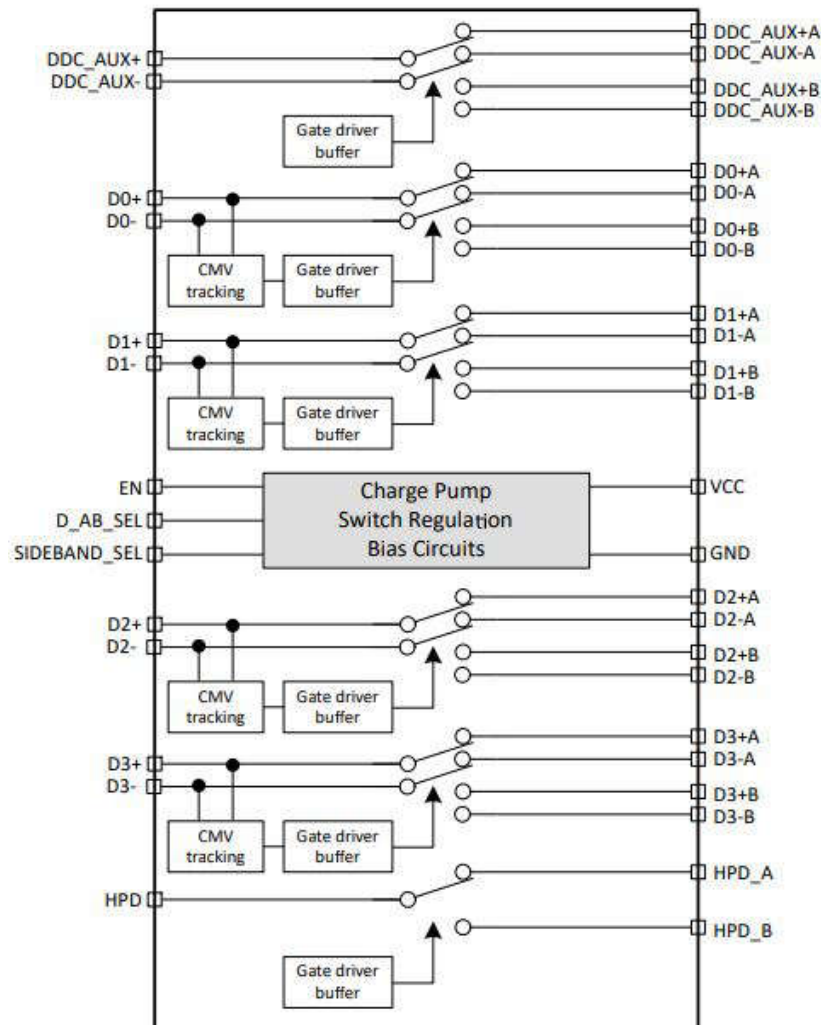 DDC_AUX+
DDC_AUX-
DDC_AUX+A
DDC_AUX-A
DDC_AUX+B
DDC_AUX-B
Gate driver
buffer
D0+
D0-
D0+A
D0-A
D0+B
D0-B
CMV
tracking
Gate driver
buffer
D1+
D1-
D1+A
D1-A
D1+B
D1-B
CMV
tracking
Gate driver
buffer
EN
D_AB_SEL
SIDEBAND_SEL
Charge Pump
Switch Regulation
Bias Circuits
VCC
GND
D2+
D2-
D2+A
D2-A
D2+B
D2-B
CMV
tracking
Gate driver
buffer
D3+
D3-
D3+A
D3-A
D3+B
D3-B
CMV
tracking
Gate driver
buffer
HPD
HPD_A
HPD_B
Gate driver
buffer